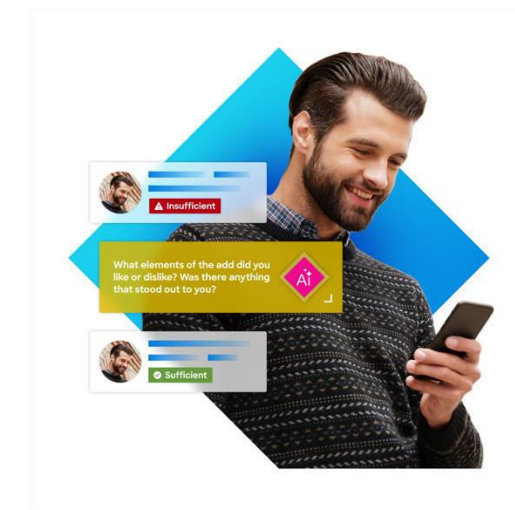 Insufficient
What elements of the add did you
like or dislike? Was there anything
that stood out to you?
Ai
Sufficient